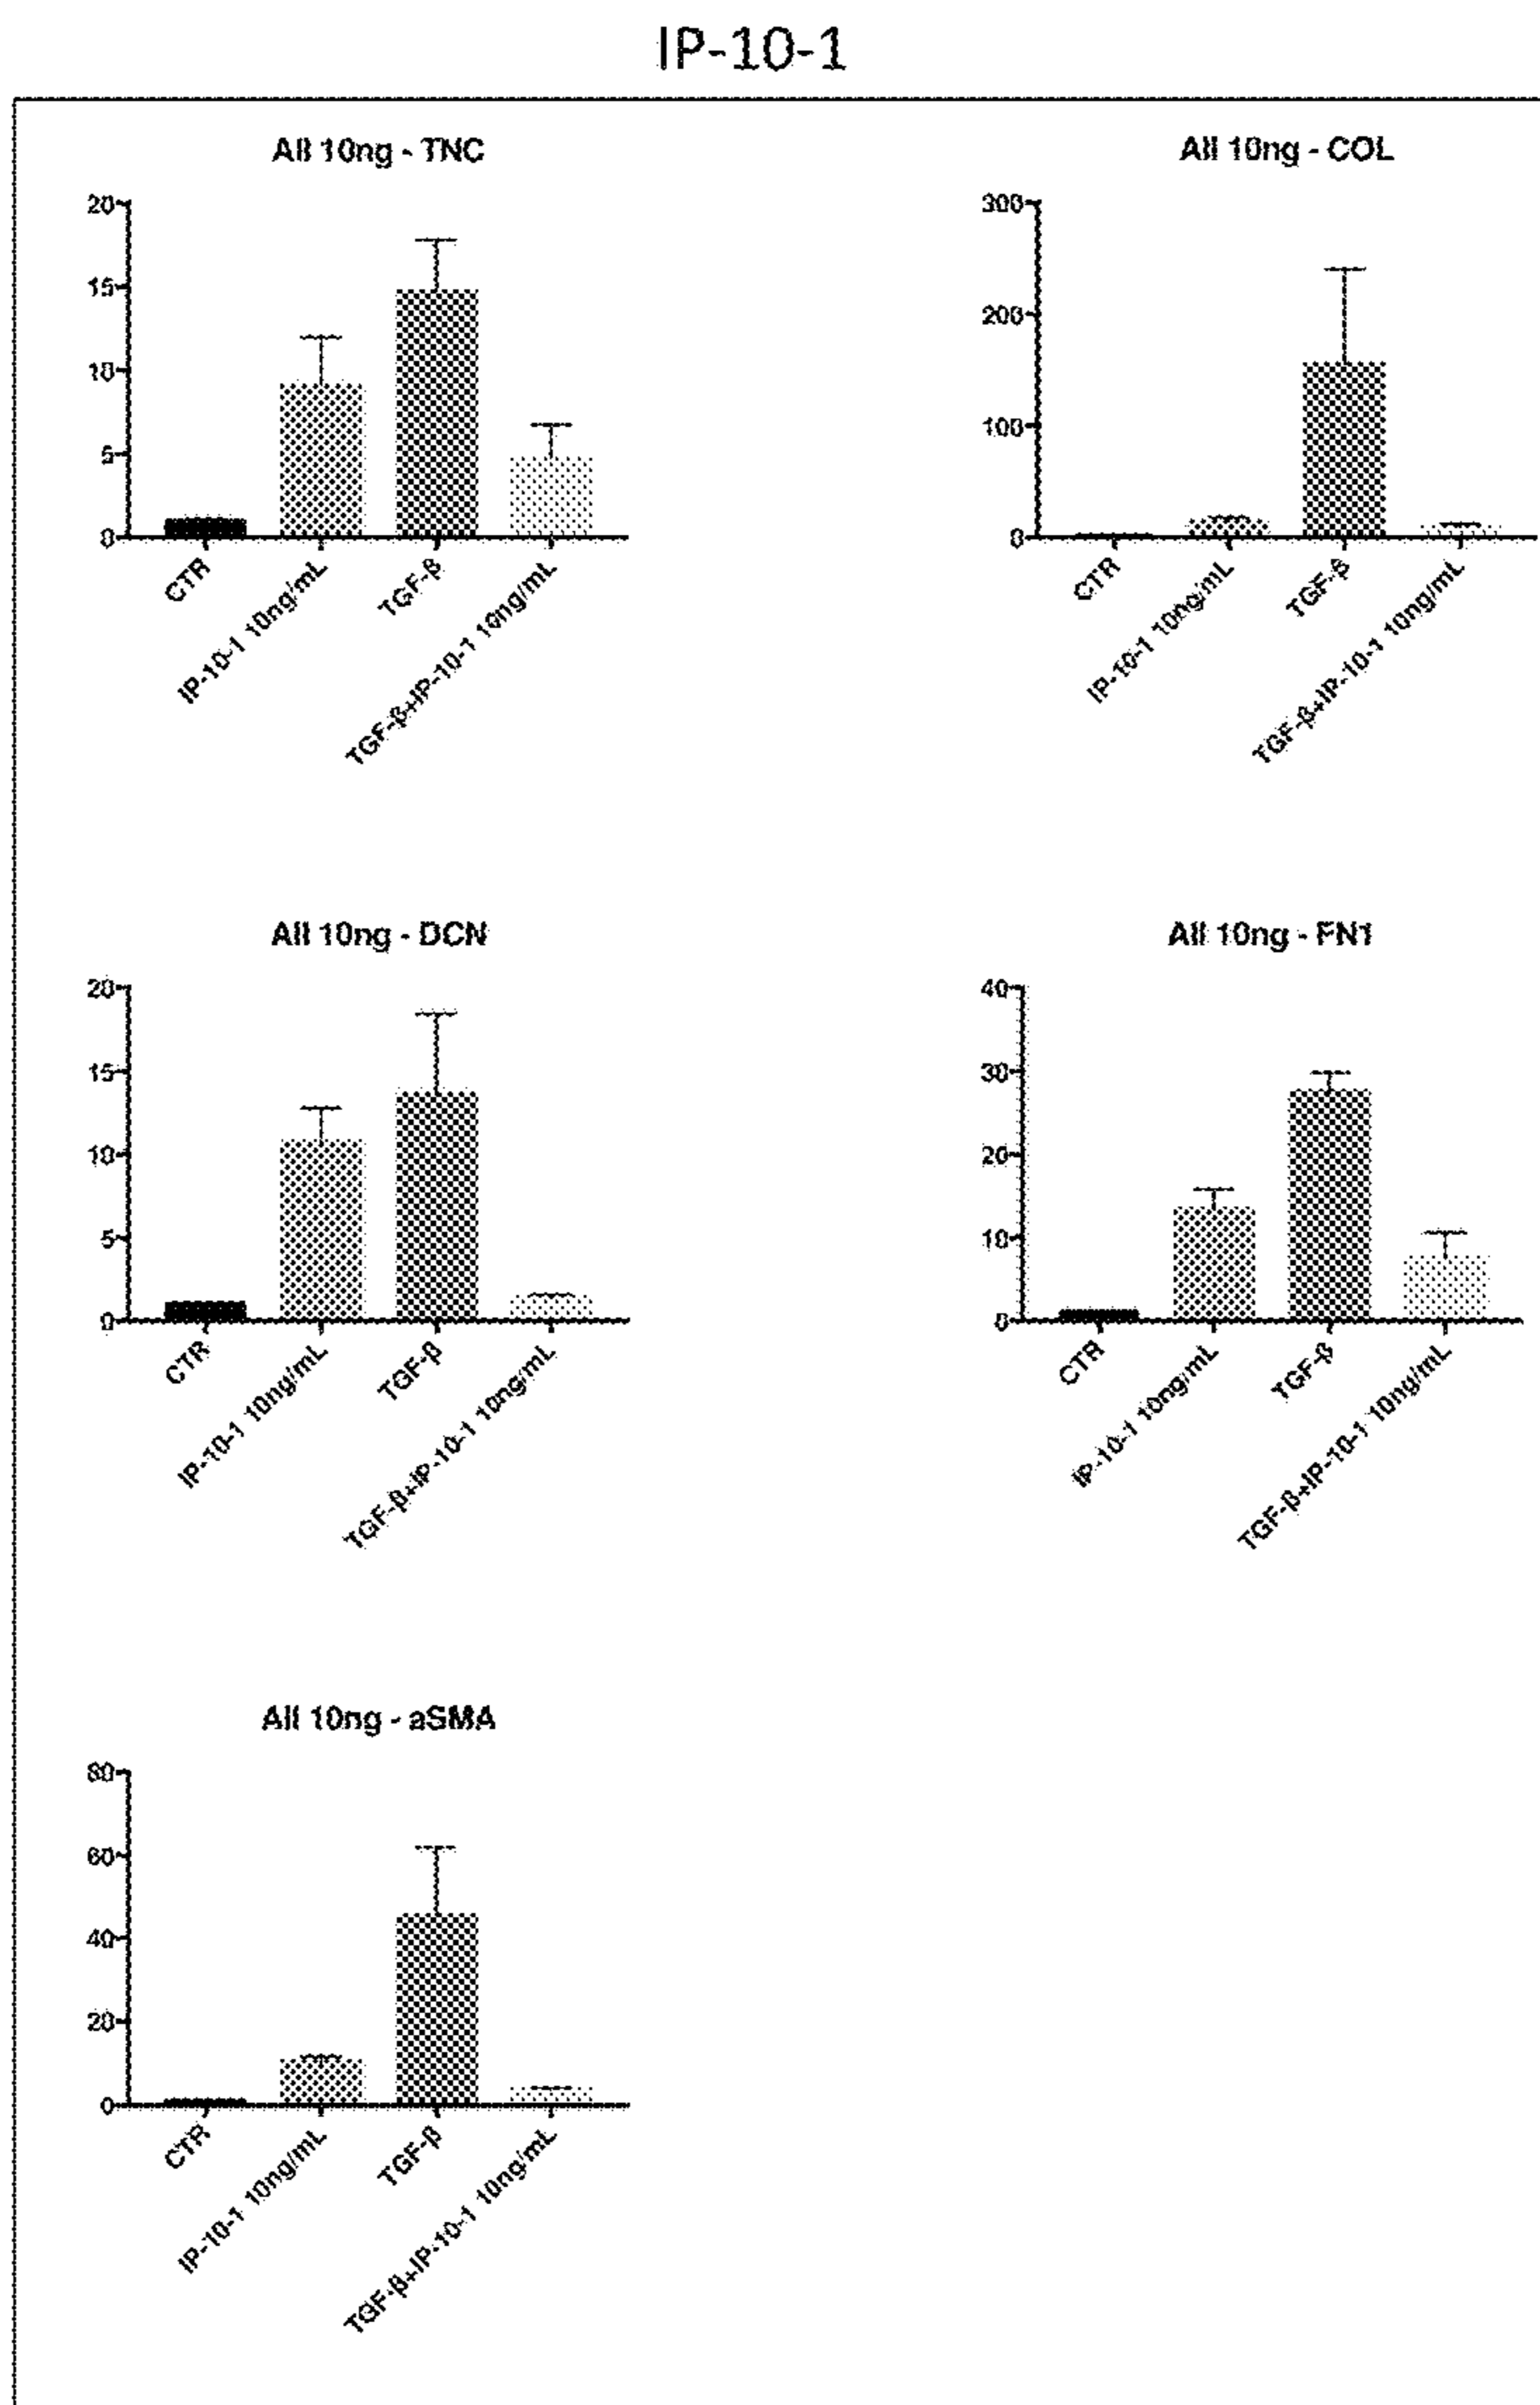 IP-10-1
All 10ng - TNC
20
15
10
5
0
CTR
IP-10-1 10ng/mL
TGF-β
TGF-β+IP-10-1 10ng/mL
All 10ng - COL
300
200
100
0
CTR
IP-10-1 10ng/mL
TGF-β
TGF-β+IP-10-1 10ng/mL
All 10ng - DCN
20
15
10
5
0
CTR
IP-10-1 10ng/mL
TGF-β
TGF-β+IP-10-1 10ng/mL
All 10ng - FN1
40
30
20
10
0
CTR
IP-10-1 10ng/mL
TGF-β
TGF-β+IP-10-1 10ng/mL
All 10ng - aSMA
80
60
40
20
0
CTR
IP-10-1 10ng/mL
TGF-β
TGF-β+IP-10-1 10ng/mL